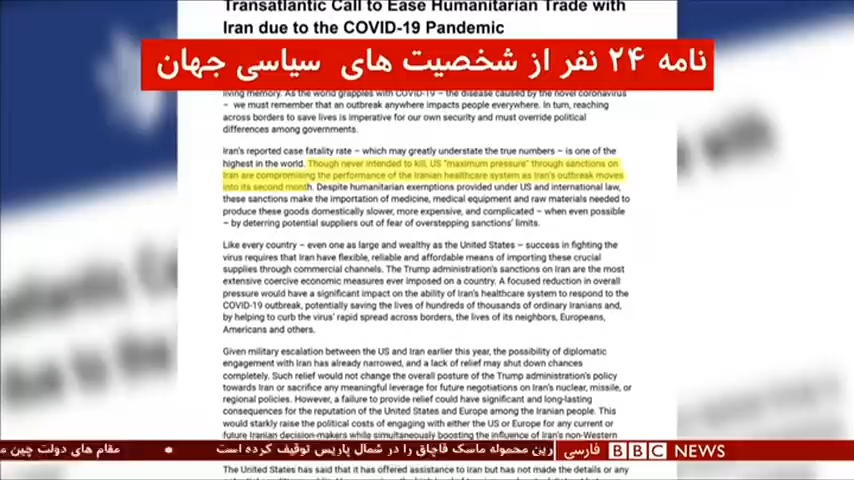 Transatlantic Call to Ease Humanitarian Trade with
Iran due to the COVID-19 Pandemic
نامه ۲۴ نفر از شخصیت های سیاسی جهان
living memory. As the world grapples with COVID-19 – the disease caused by the novel coronavirus
– we must remember that an outbreak anywhere impacts people everywhere. In turn, reaching
across borders to save lives is imperative for our own security and must override political
differences among governments.
Iran's reported case fatality rate – which may greatly understate the true numbers – is one of the
highest in the world. Though never intended to kill, US "maximum pressure" through sanctions on
Iran are compromising the performance of the Iranian healthcare system as Iran's outbreak moves
into its second month. Despite humanitarian exemptions provided under US and international law,
these sanctions make the importation of medicine, medical equipment and raw materials needed to
produce these goods domestically slower, more expensive, and complicated – when even possible
– by deterring potential suppliers out of fear of overstepping sanctions' limits.
Like every country – even one as large and wealthy as the United States – success in fighting the
virus requires that Iran have flexible, reliable and affordable means of importing these crucial
supplies through commercial channels. The Trump administration's sanctions on Iran are the most
extensive coercive economic measures ever imposed on a country. A focused reduction in overall
pressure would have a significant impact on the ability of Iran's healthcare system to respond to the
COVID-19 outbreak, potentially saving the lives of hundreds of thousands of ordinary Iranians and,
by helping to curb the virus' rapid spread across borders, the lives of its neighbors, Europeans,
Americans and others.
Given military escalation between the US and Iran earlier this year, the possibility of diplomatic
engagement with Iran has already narrowed, and a lack of relief may shut down chances
completely. Such relief would not change the overall posture of the Trump administration's policy
towards Iran or sacrifice any meaningful leverage for future negotiations on Iran's nuclear, missile, or
regional policies. However, a failure to provide relief could have significant and long-lasting
consequences for the reputation of the United States and Europe among the Iranian people. This
would starkly raise the political costs of engaging with either the US or Europe for any current or
future Iranian decision-makers while simultaneously boosting the influence of Iran's non-Western
رین محموله ماسک قاچاق را در شمال پاریس توقیف کرده است • مقام های دولت چین م
BBC NEWS فارسی
The United States has said that it has offered assistance to Iran but has not made the details or any